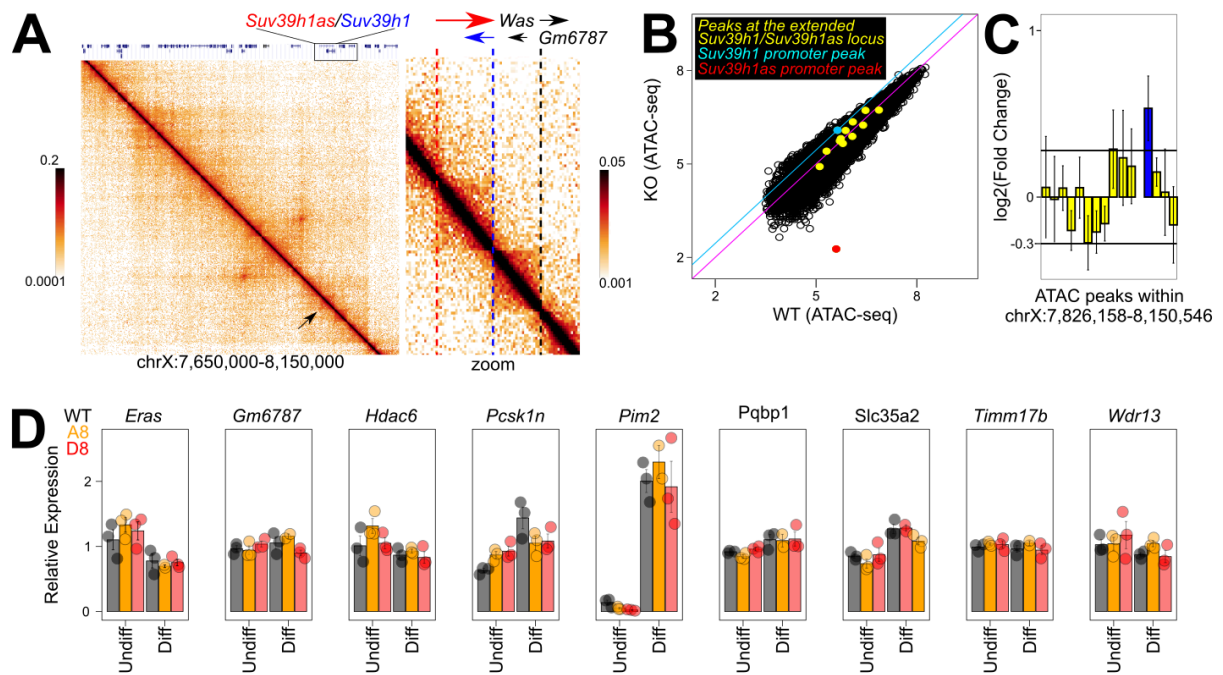 A
Suv39h1as/Suv39h1
Was
Gm6787
0.2
0.0001
0.05
0.001
chrX:7,650,000-8,150,000
zoom
B
Peaks at the extended
Suv39h1/Suv39h1as locus
Suv39h1 promoter peak
Suv39h1as promoter peak
KO (ATAC-seq)
8
5
2
2
5
8
WT (ATAC-seq)
C
log2(Fold Change)
1
0
-0.3
ATAC peaks within
chrX:7,826,158-8,150,546
D
WT
A8
D8
Relative Expression
2
1
0
Eras
Gm6787
Hdac6
Pcsk1n
Pim2
Pqbp1
Slc35a2
Timm17b
Wdr13
Undiff
Diff
Undiff
Diff
Undiff
Diff
Undiff
Diff
Undiff
Diff
Undiff
Diff
Undiff
Diff
Undiff
Diff
Undiff
Diff